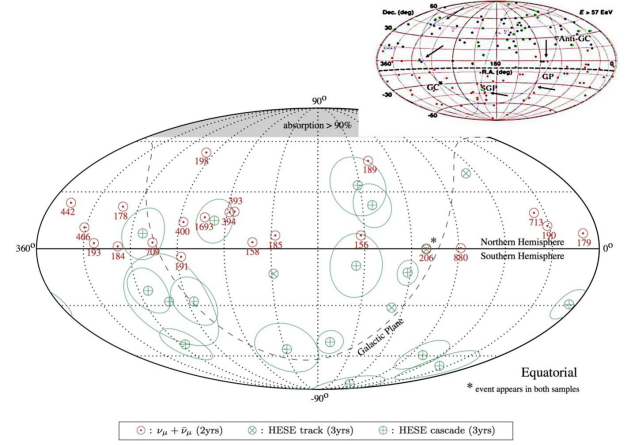 Dec. (deg)
E > 57 EeV
60
30
Anti-GC
360
180
0
R.A. (deg)
GP
GC
SGP
-30
-60
90°
absorption > 90%
198
189
442
178
393
394
713
466
400
1693
190
193
184
709
158
185
156
*
206
880
179
191
360°
0°
Northern Hemisphere
Southern Hemisphere
Galactic Plane
Equatorial
* event appears in both samples
-90°
: νμ + ν̄μ (2yrs) : HESE track (3yrs) : HESE cascade (3yrs)